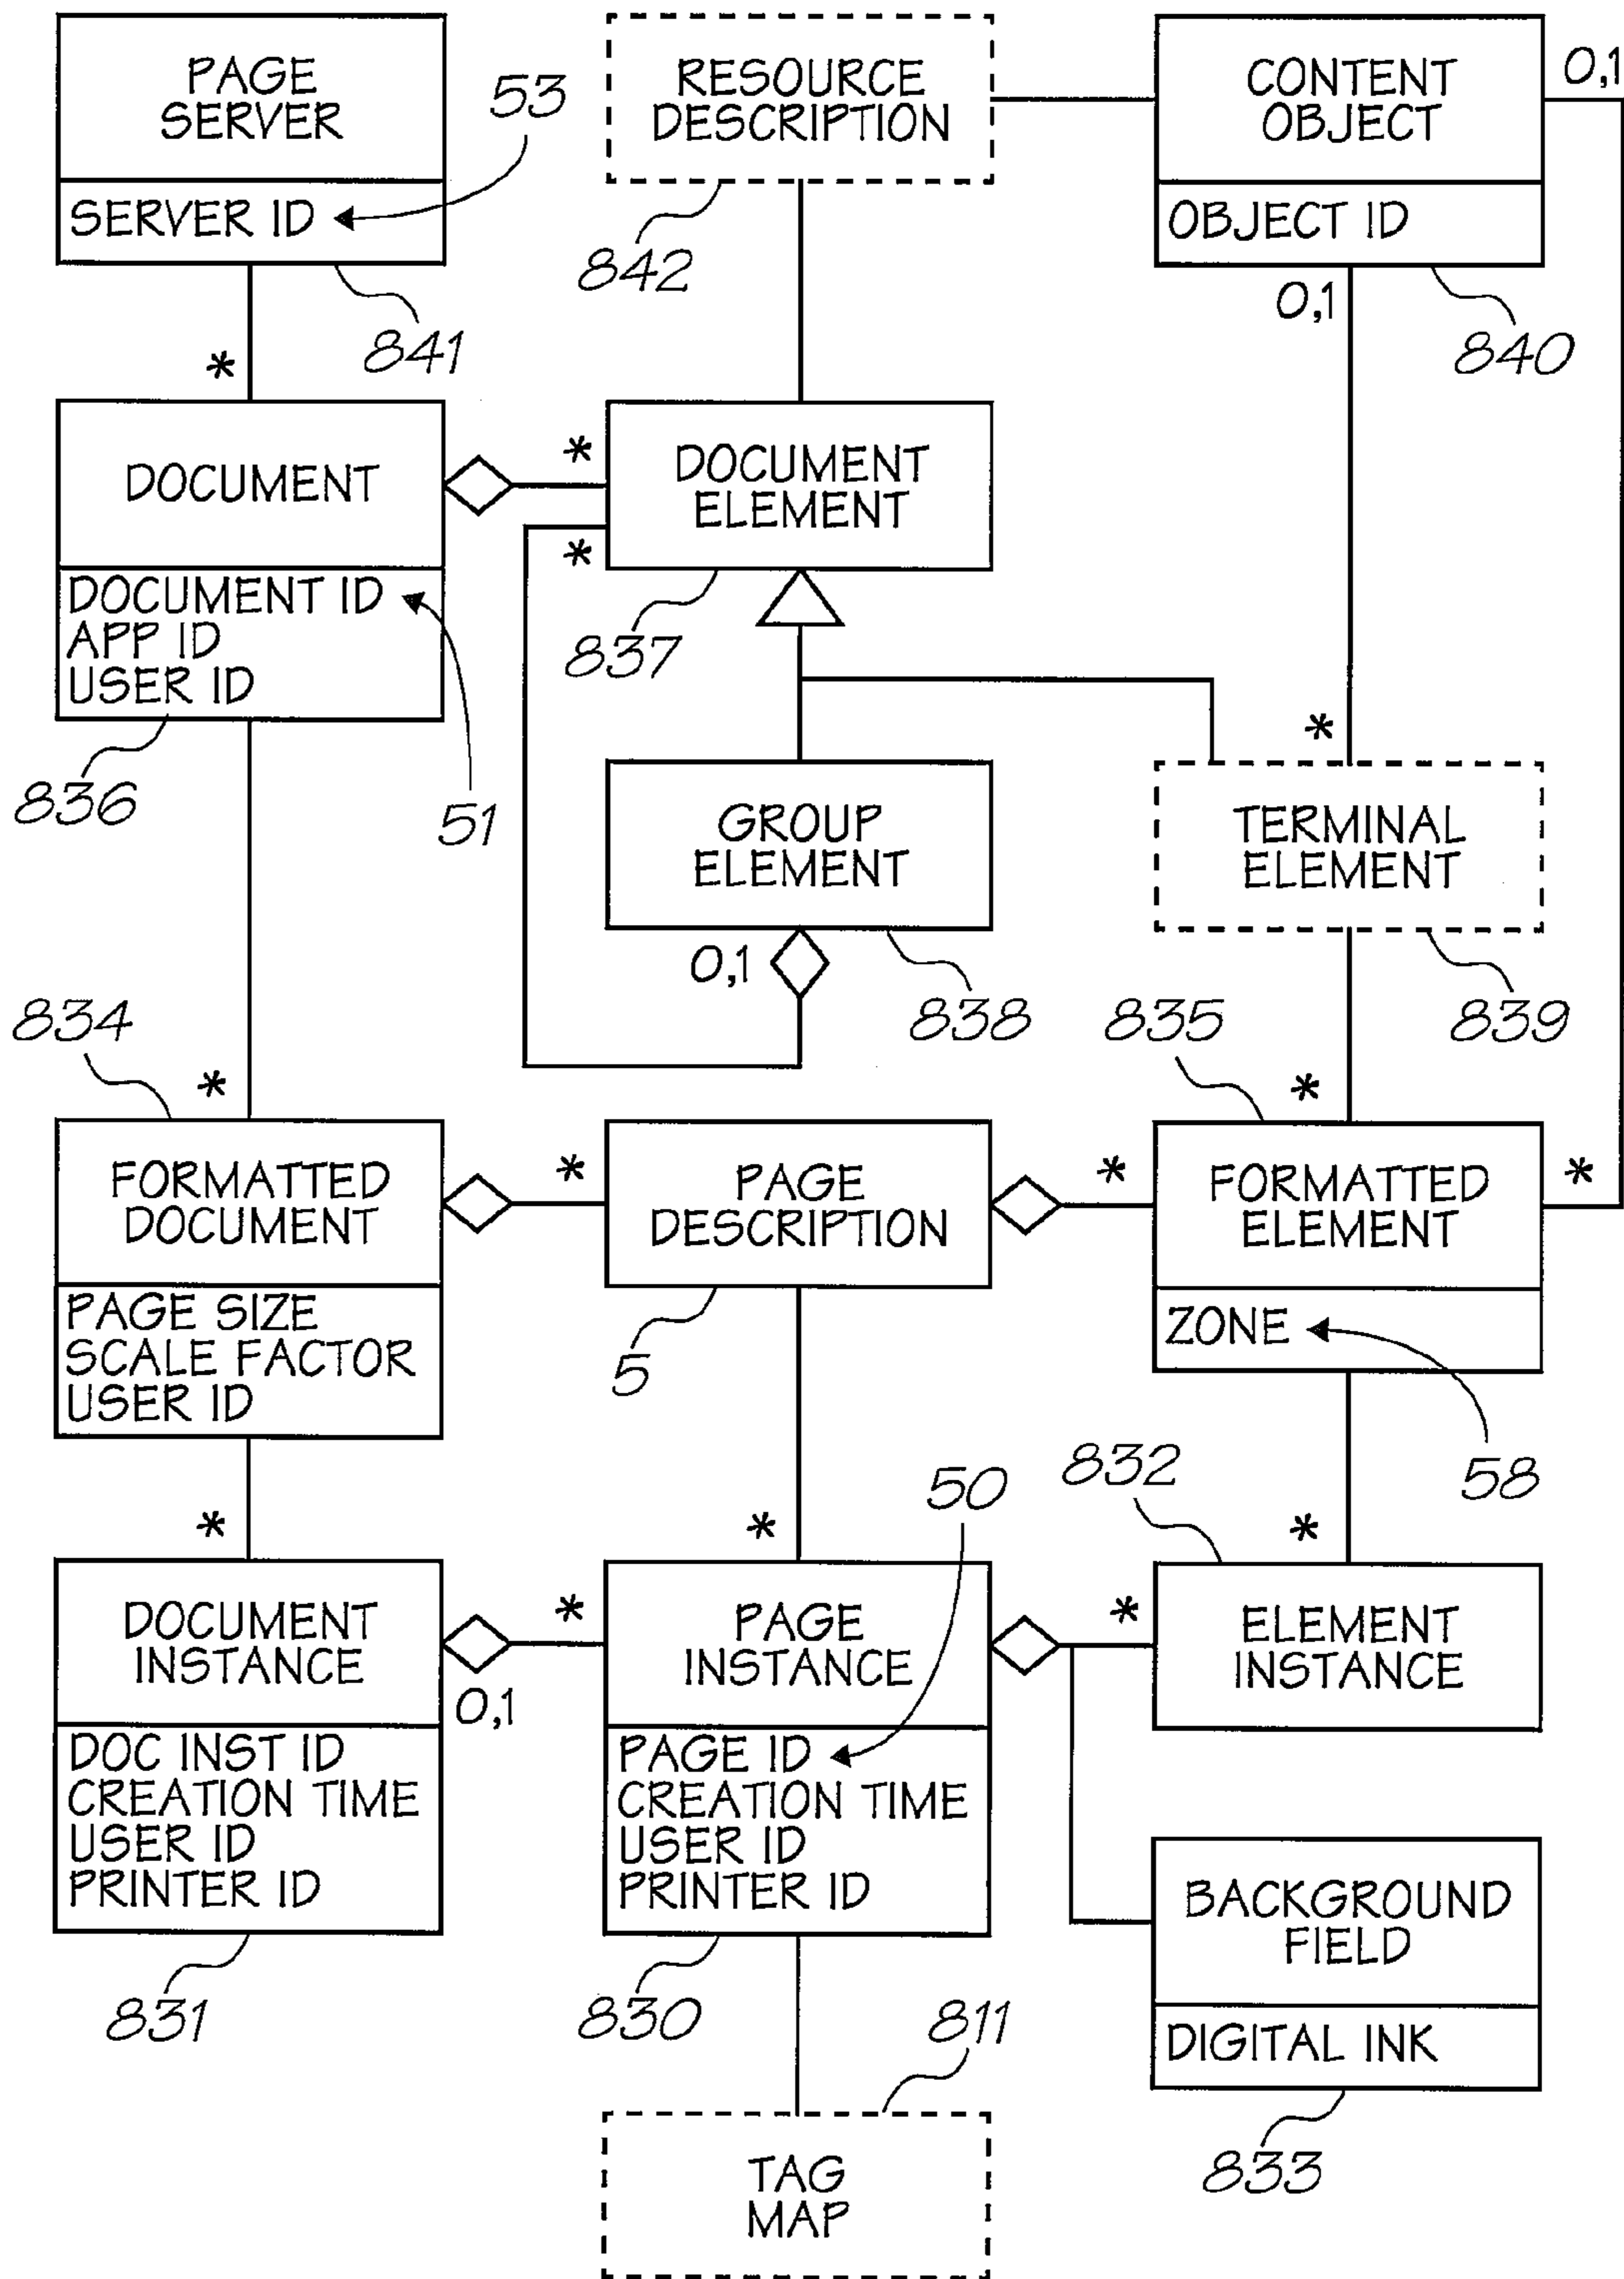 PAGE
SERVER
SERVER ID
53
841
*
RESOURCE
DESCRIPTION
842
CONTENT
OBJECT
OBJECT ID
0,1
0,1
840
DOCUMENT
DOCUMENT ID
APP ID
USER ID
836
51
*
*
DOCUMENT
ELEMENT
837
GROUP
ELEMENT
0,1
838
*
TERMINAL
ELEMENT
839
834
*
FORMATTED
DOCUMENT
PAGE SIZE
SCALE FACTOR
USER ID
*
PAGE
DESCRIPTION
5
835
*
*
*
FORMATTED
ELEMENT
ZONE
58
*
DOCUMENT
INSTANCE
0,1
DOC INST ID
CREATION TIME
USER ID
PRINTER ID
831
*
*
50
PAGE
INSTANCE
PAGE ID
CREATION TIME
USER ID
PRINTER ID
830
832
*
*
ELEMENT
INSTANCE
BACKGROUND
FIELD
DIGITAL INK
833
811
TAG
MAP